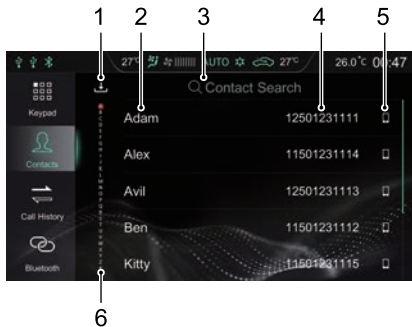 1 2 3 4 5
27°C AUTO 27°C 26.0°C 00:47
Contact Search
Keypad
Adam 12501231111
Contacts
Alex 11501231114
Avil 12501231113
Call History
Ben 11501231112
Bluetooth
Kitty 11501231115
6